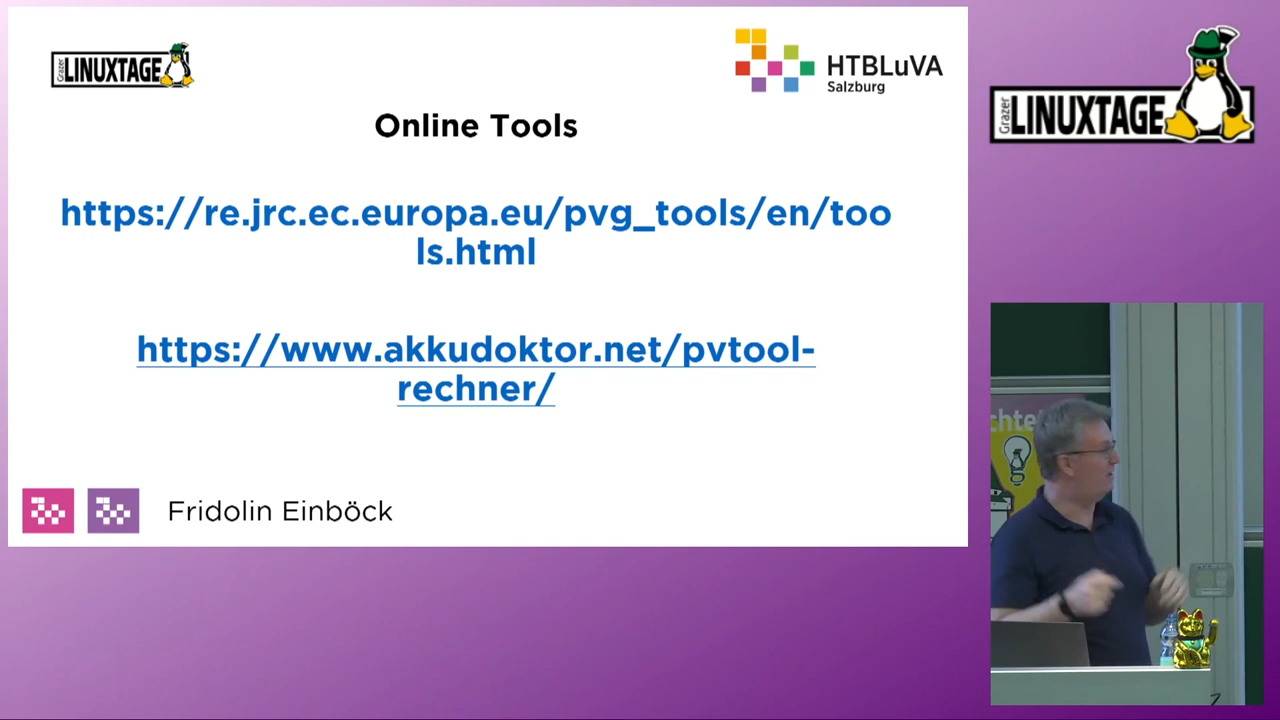 Grazer
LINUXTAGE
HTBLuVA
Salzburg
Online Tools
https://re.jrc.ec.europa.eu/pvg_tools/en/too
ls.html
https://www.akkudoktor.net/pvtool-
rechner/
Fridolin Einböck
Grazer
LINUXTAGE
chte